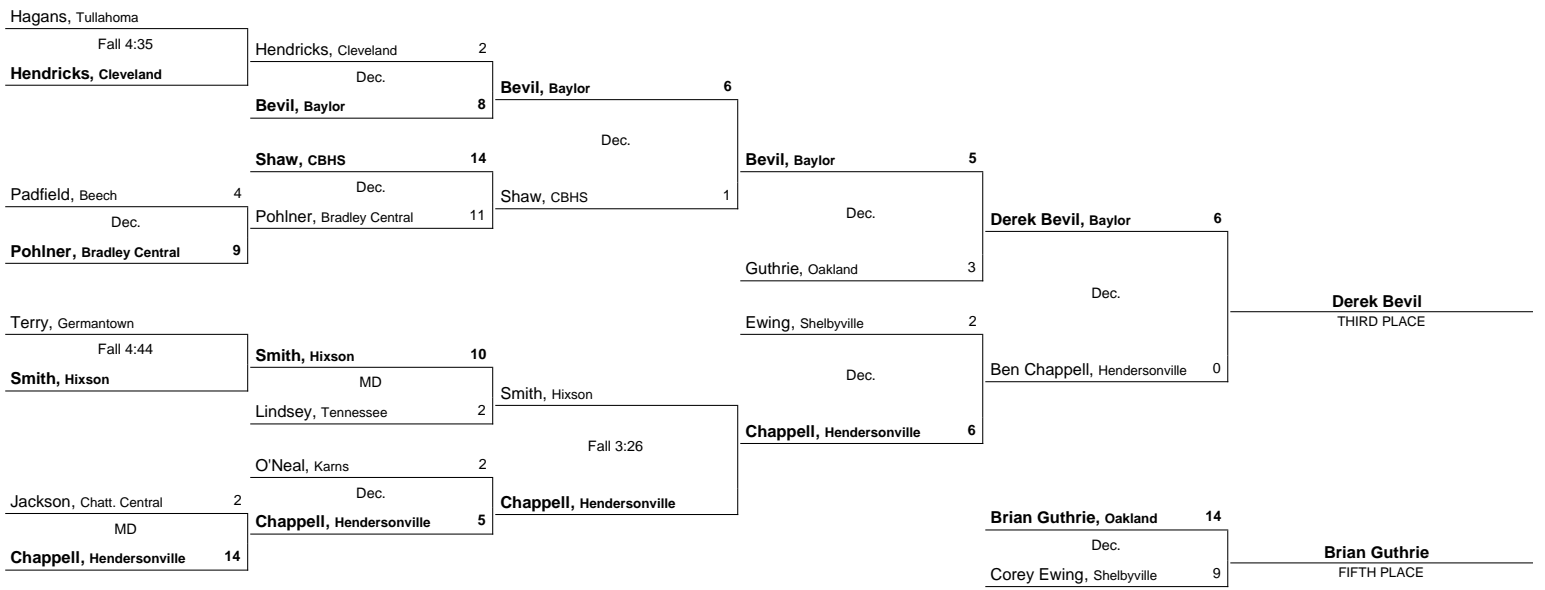 Hagans, Tullahoma
Fall 4:35
Hendricks, Cleveland
Padfield, Beech 4
Dec.
Pohlner, Bradley Central 9
Terry, Germantown
Fall 4:44
Smith, Hixson
Jackson, Chatt. Central 2
MD
Chappell, Hendersonville 14
Hendricks, Cleveland 2
Dec.
Bevil, Baylor 8
Shaw, CBHS 14
Dec.
Pohlner, Bradley Central 11
Smith, Hixson 10
MD
Lindsey, Tennessee 2
O'Neal, Karns 2
Dec.
Chappell, Hendersonville 5
Bevil, Baylor 6
Dec.
Shaw, CBHS 1
Smith, Hixson
Fall 3:26
Chappell, Hendersonville
Bevil, Baylor 5
Dec.
Guthrie, Oakland 3
Ewing, Shelbyville 2
Dec.
Chappell, Hendersonville 6
Derek Bevil, Baylor 6
Dec.
Ben Chappell, Hendersonville 0
Derek Bevil
THIRD PLACE
Brian Guthrie, Oakland 14
Dec.
Corey Ewing, Shelbyville 9
Brian Guthrie
FIFTH PLACE